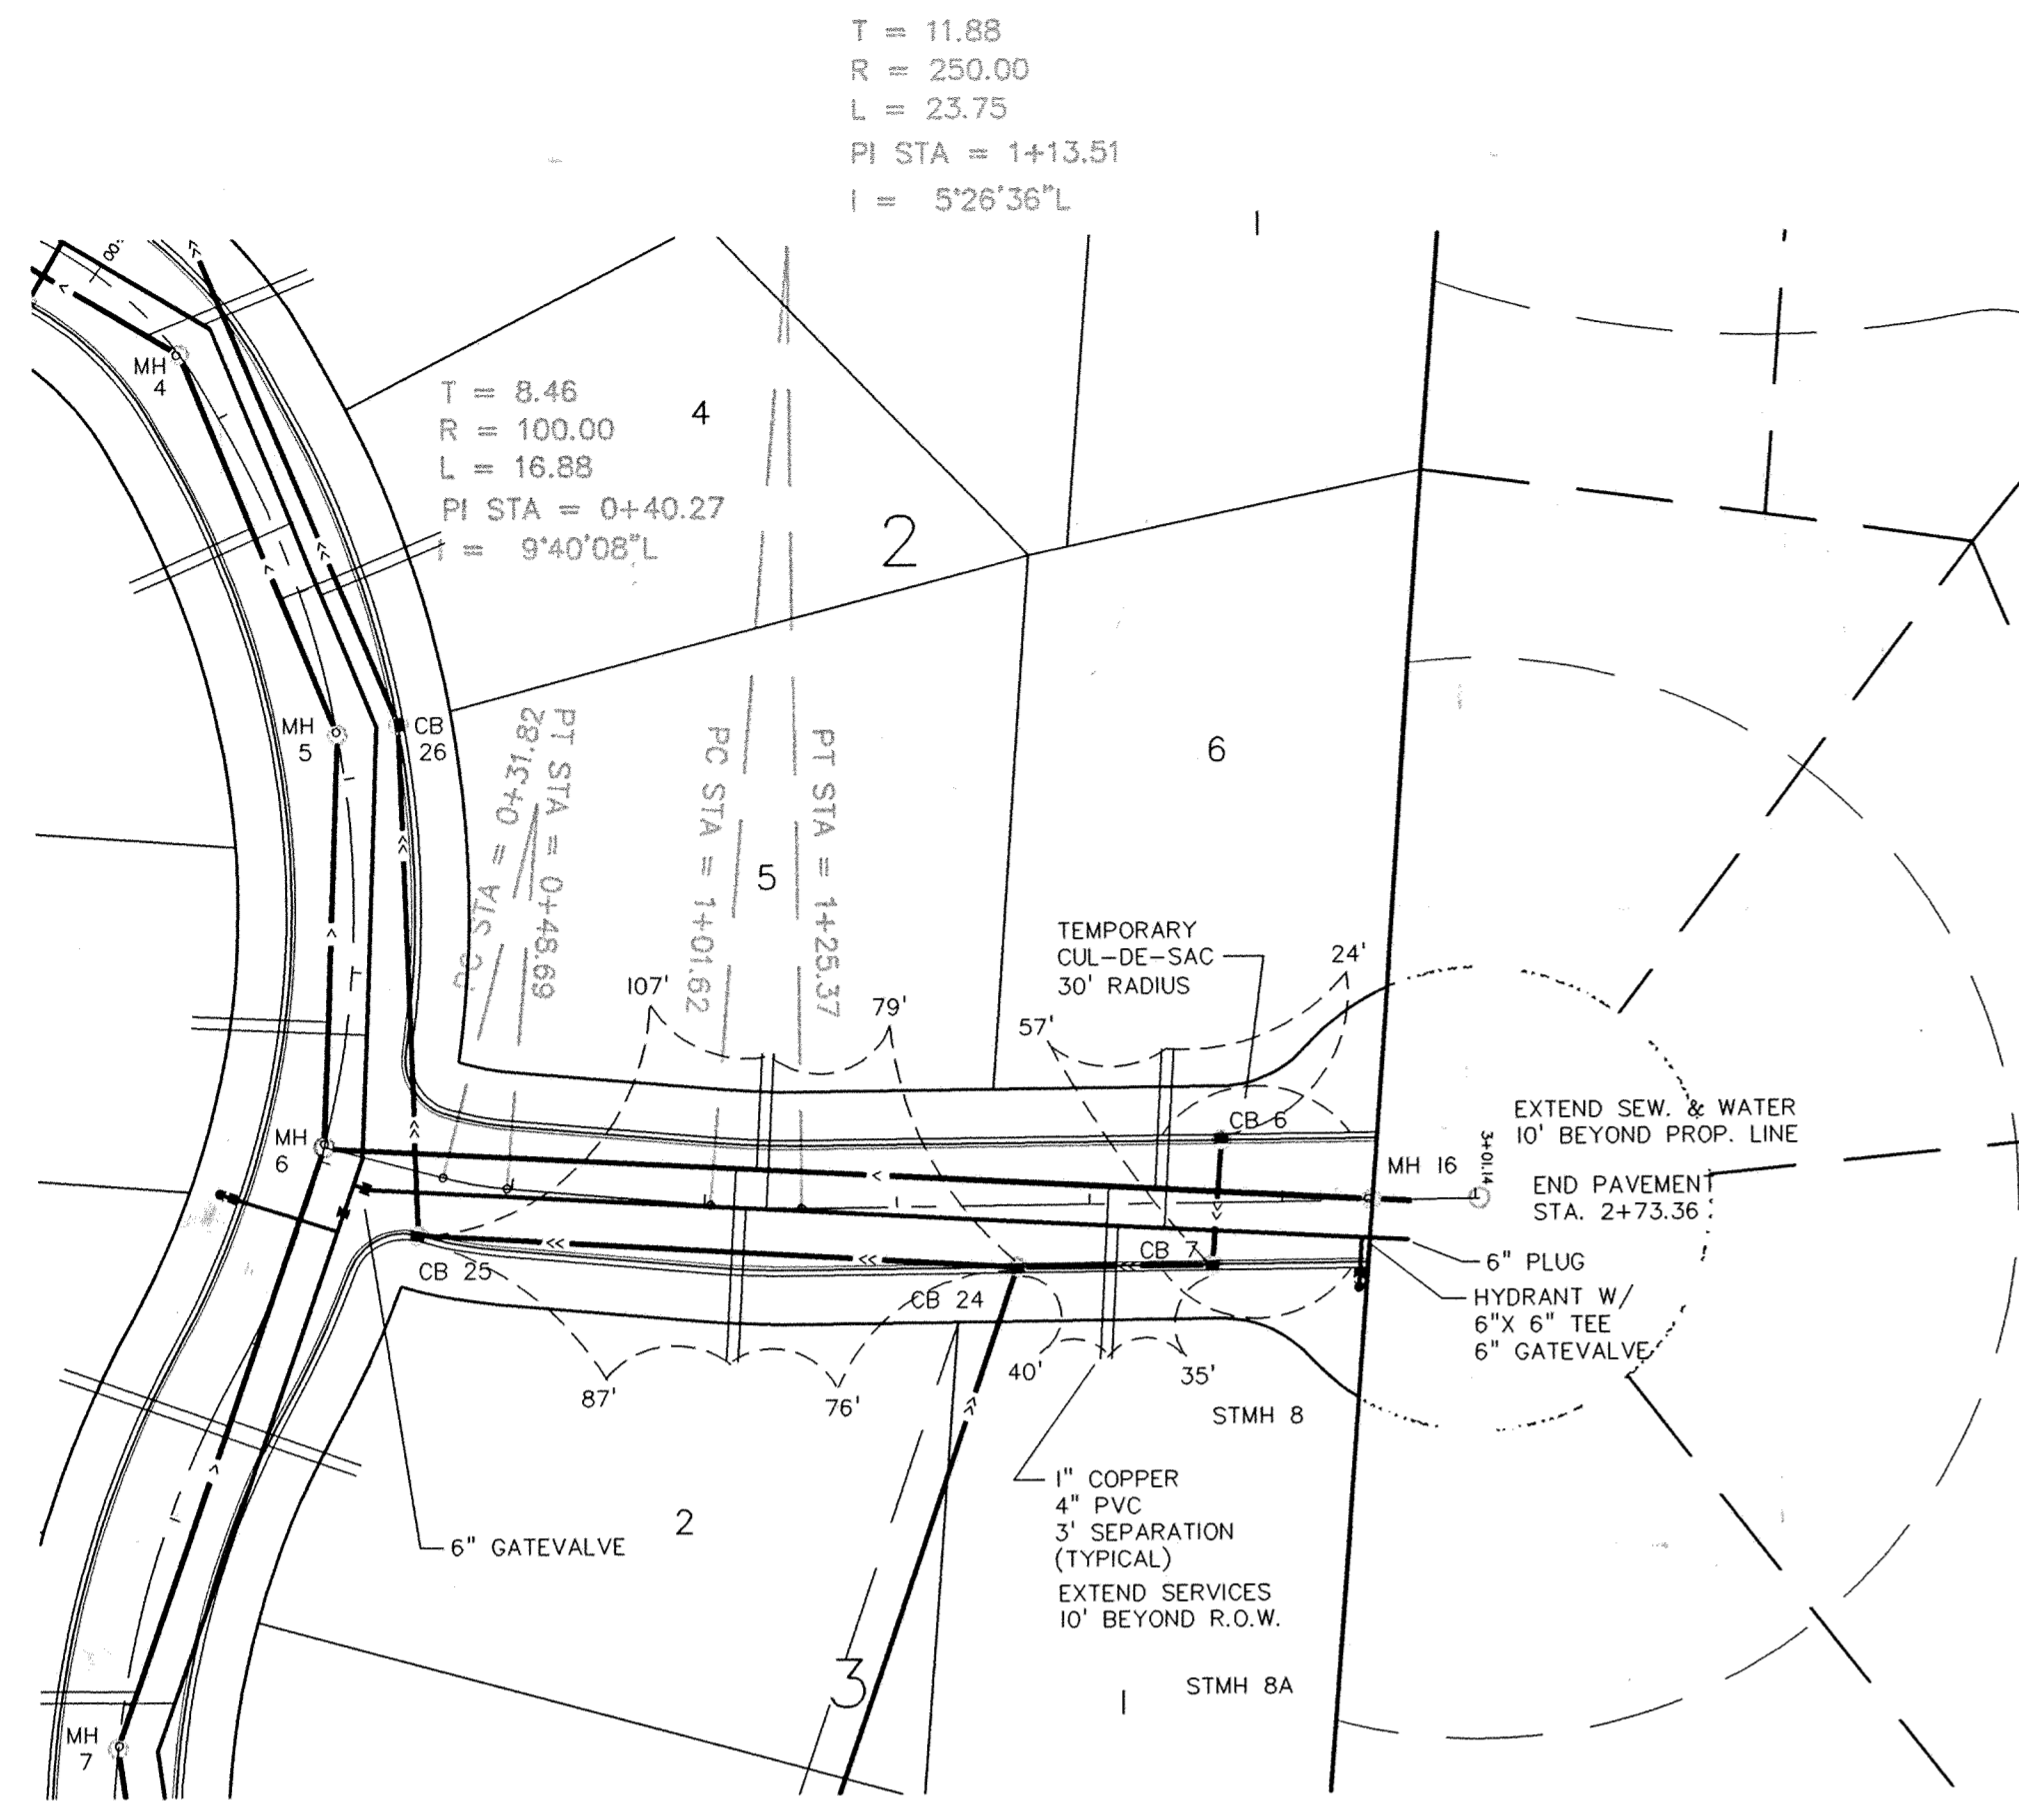 T = 11.88
R = 250.00
L = 23.75
PI STA = 1+13.51
I = 5°26'36"L
1
00
MH
4
T = 8.46
R = 100.00
L = 16.88
PI STA = 0+40.27
I = 9°40'08"L
4
2
MH
5
CB
26
PC STA = 0+31.82
PT STA = 0+48.69
PC STA = 1+01.62
PT STA = 1+25.37
5
6
TEMPORARY
CUL-DE-SAC
30' RADIUS
24'
107'
79'
57'
CB 6
MH
6
MH 16
3+01.14
EXTEND SEW. & WATER
10' BEYOND PROP. LINE
END PAVEMENT
STA. 2+73.36
CB 25
CB 24
CB 7
6" PLUG
HYDRANT W/
6"X 6" TEE
6" GATEVALVE
87'
76'
40'
35'
STMH 8
1" COPPER
4" PVC
3' SEPARATION
(TYPICAL)
EXTEND SERVICES
10' BEYOND R.O.W.
6" GATEVALVE
2
3
1
STMH 8A
MH
7